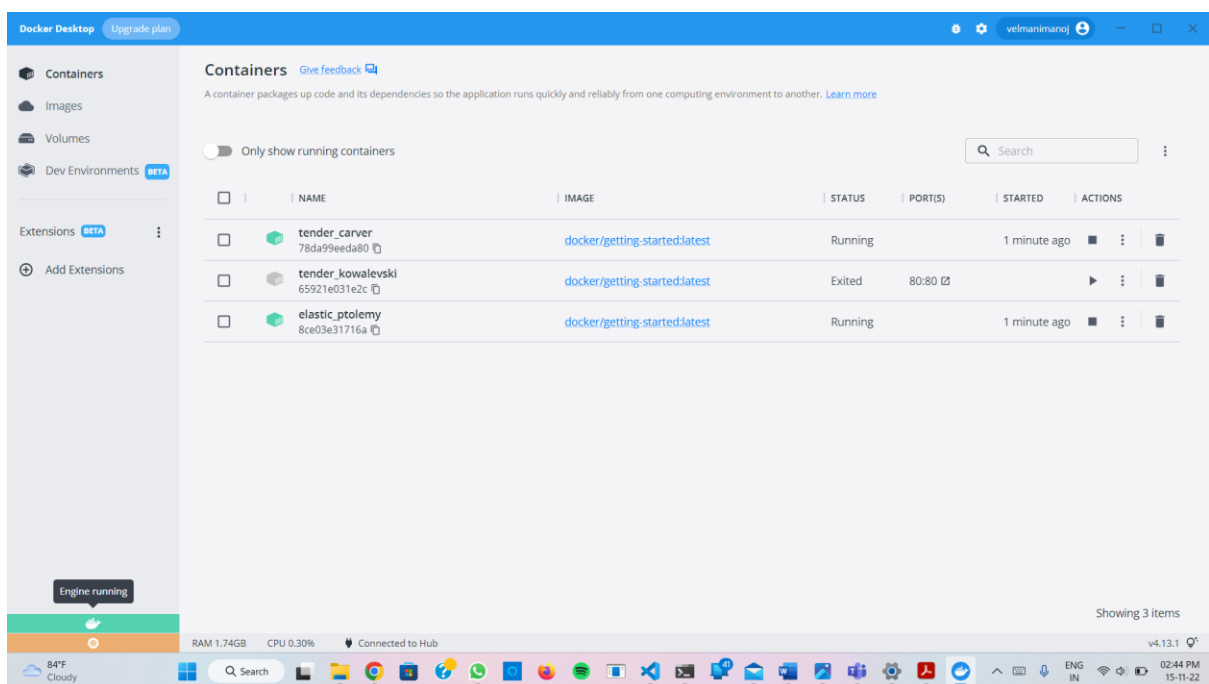 Docker Desktop Upgrade plan velmanimanoj
Containers
Images
Volumes
Dev Environments BETA
Extensions BETA
Add Extensions
Containers Give feedback
A container packages up code and its dependencies so the application runs quickly and reliably from one computing environment to another. Learn more
Only show running containers Search
NAME IMAGE STATUS PORT(S) STARTED ACTIONS
tender_carver docker/getting-started:latest Running 1 minute ago
78da99eeda80
tender_kowalevski docker/getting-started:latest Exited 80:80
65921e031e2c
elastic_ptolemy docker/getting-started:latest Running 1 minute ago
8ce03e31716a
Showing 3 items
Engine running
RAM 1.74GB CPU 0.30% Connected to Hub v4.13.1
84°F
Cloudy
Search
41
ENG
IN
02:44 PM
15-11-22